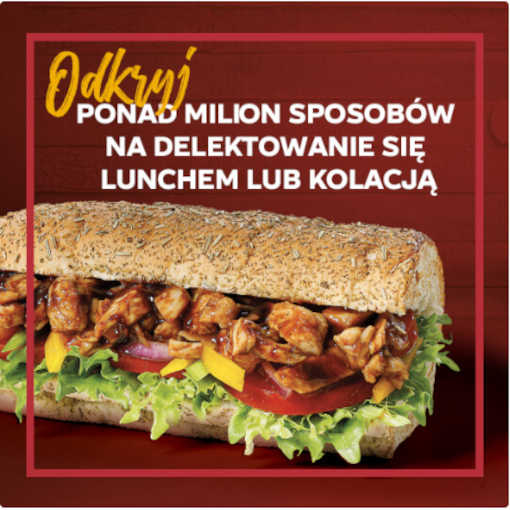 Odkryj
PONAD MILION SPOSOBÓW
NA DELEKTOWANIE SIĘ
LUNCHEM LUB KOLACJĄ